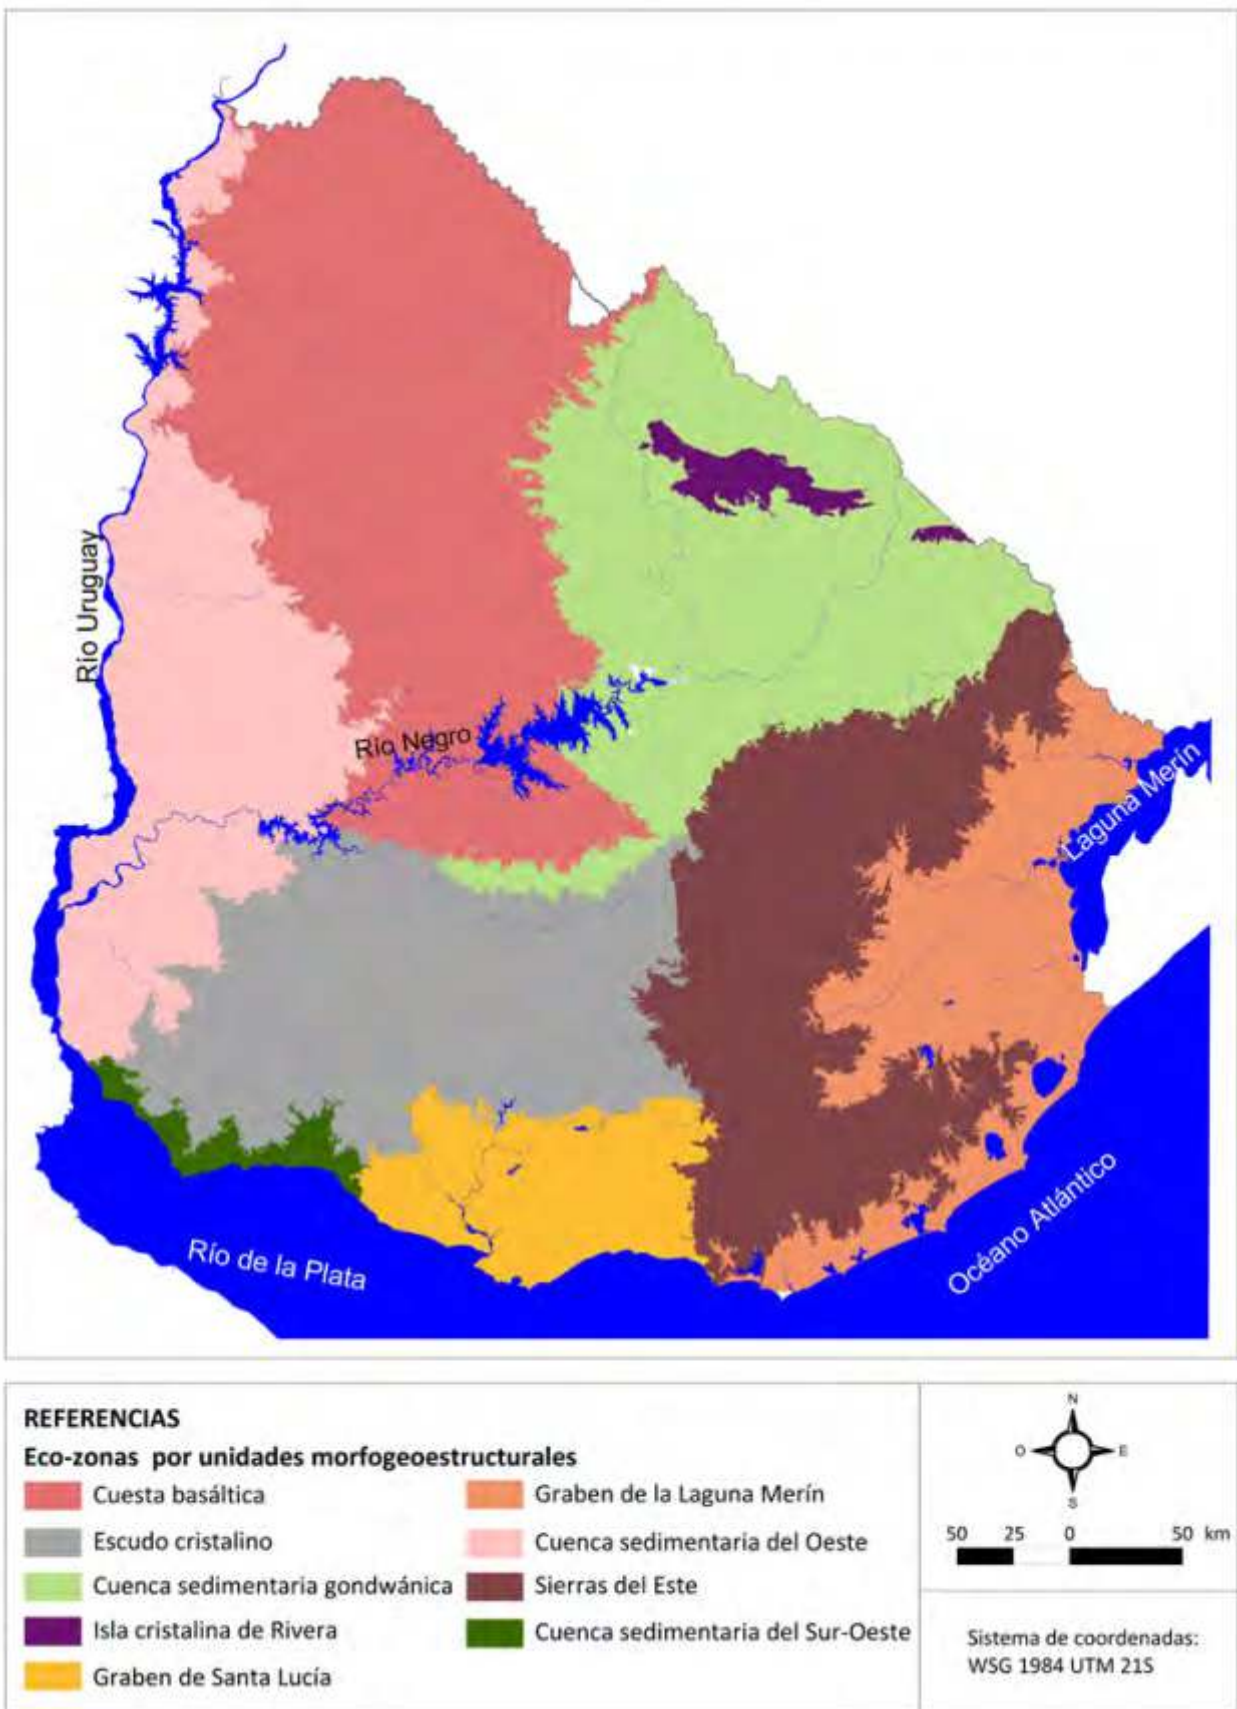 Río Uruguay
Río Negro
Laguna Merín
Río de la Plata
Océano Atlántico
REFERENCIAS
Eco-zonas por unidades morfogeoestructurales
Cuesta basáltica
Escudo cristalino
Cuenca sedimentaria gondwánica
Isla cristalina de Rivera
Graben de Santa Lucía
Graben de la Laguna Merín
Cuenca sedimentaria del Oeste
Sierras del Este
Cuenca sedimentaria del Sur-Oeste
N
O E
S
50 25 0 50 km
Sistema de coordenadas:
WSG 1984 UTM 21S